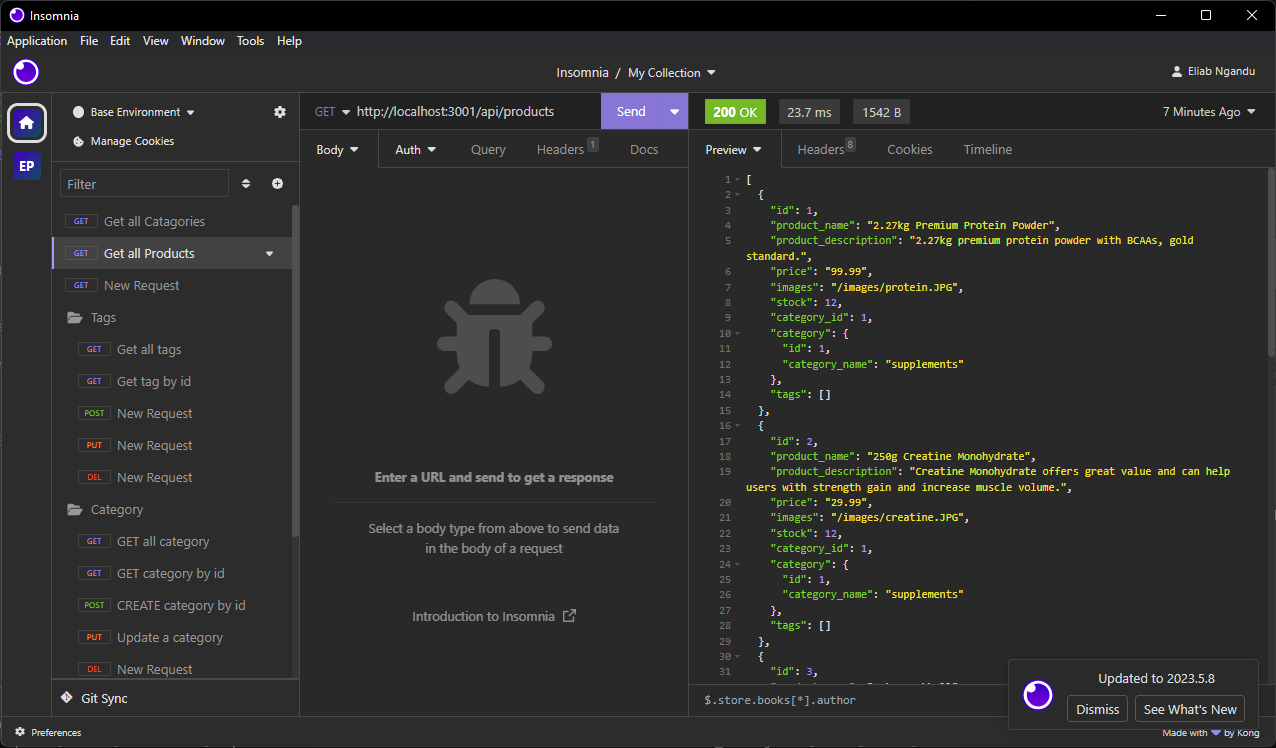 Insomnia
Application File Edit View Window Tools Help
Insomnia / My Collection
Eliab Ngandu
EP
Base Environment
Manage Cookies
Filter
GET Get all Catagories
GET Get all Products
GET New Request
Tags
GET Get all tags
GET Get tag by id
POST New Request
PUT New Request
DEL New Request
Category
GET GET all category
GET GET category by id
POST CREATE category by id
PUT Update a category
DEL New Request
Git Sync
Preferences
GET http://localhost:3001/api/products Send
Body Auth Query Headers 1 Docs
Enter a URL and send to get a response
Select a body type from above to send data
in the body of a request
Introduction to Insomnia
200 OK 23.7 ms 1542 B 7 Minutes Ago
Preview Headers 8 Cookies Timeline
1 [
2 {
3 "id": 1,
4 "product_name": "2.27kg Premium Protein Powder",
5 "product_description": "2.27kg premium protein powder with BCAAs, gold
standard.",
6 "price": "99.99",
7 "images": "/images/protein.JPG",
8 "stock": 12,
9 "category_id": 1,
10 "category": {
11 "id": 1,
12 "category_name": "supplements"
13 },
14 "tags": []
15 },
16 {
17 "id": 2,
18 "product_name": "250g Creatine Monohydrate",
19 "product_description": "Creatine Monohydrate offers great value and can help
users with strength gain and increase muscle volume.",
20 "price": "29.99",
21 "images": "/images/creatine.JPG",
22 "stock": 12,
23 "category_id": 1,
24 "category": {
25 "id": 1,
26 "category_name": "supplements"
27 },
28 "tags": []
29 },
30 {
31 "id": 3,
$.store.books[*].author
Updated to 2023.5.8
Dismiss See What's New
Made with by Kong